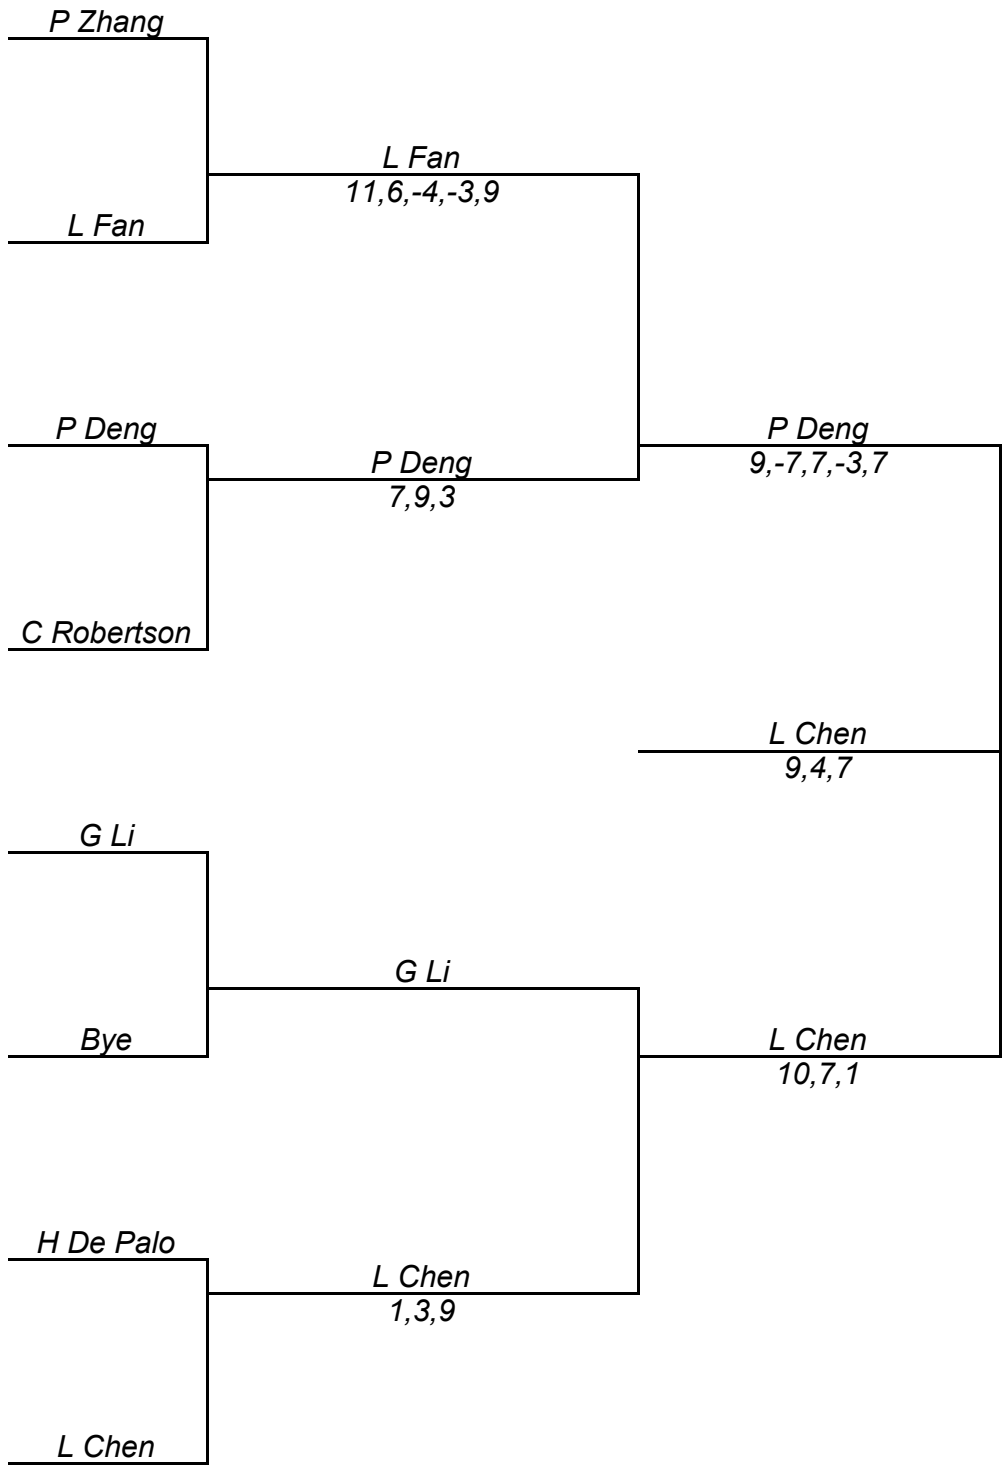 P Zhang
L Fan
11,6,-4,-3,9
L Fan
P Deng
P Deng
9,-7,7,-3,7
P Deng
7,9,3
C Robertson
L Chen
9,4,7
G Li
G Li
Bye
L Chen
10,7,1
H De Palo
L Chen
1,3,9
L Chen